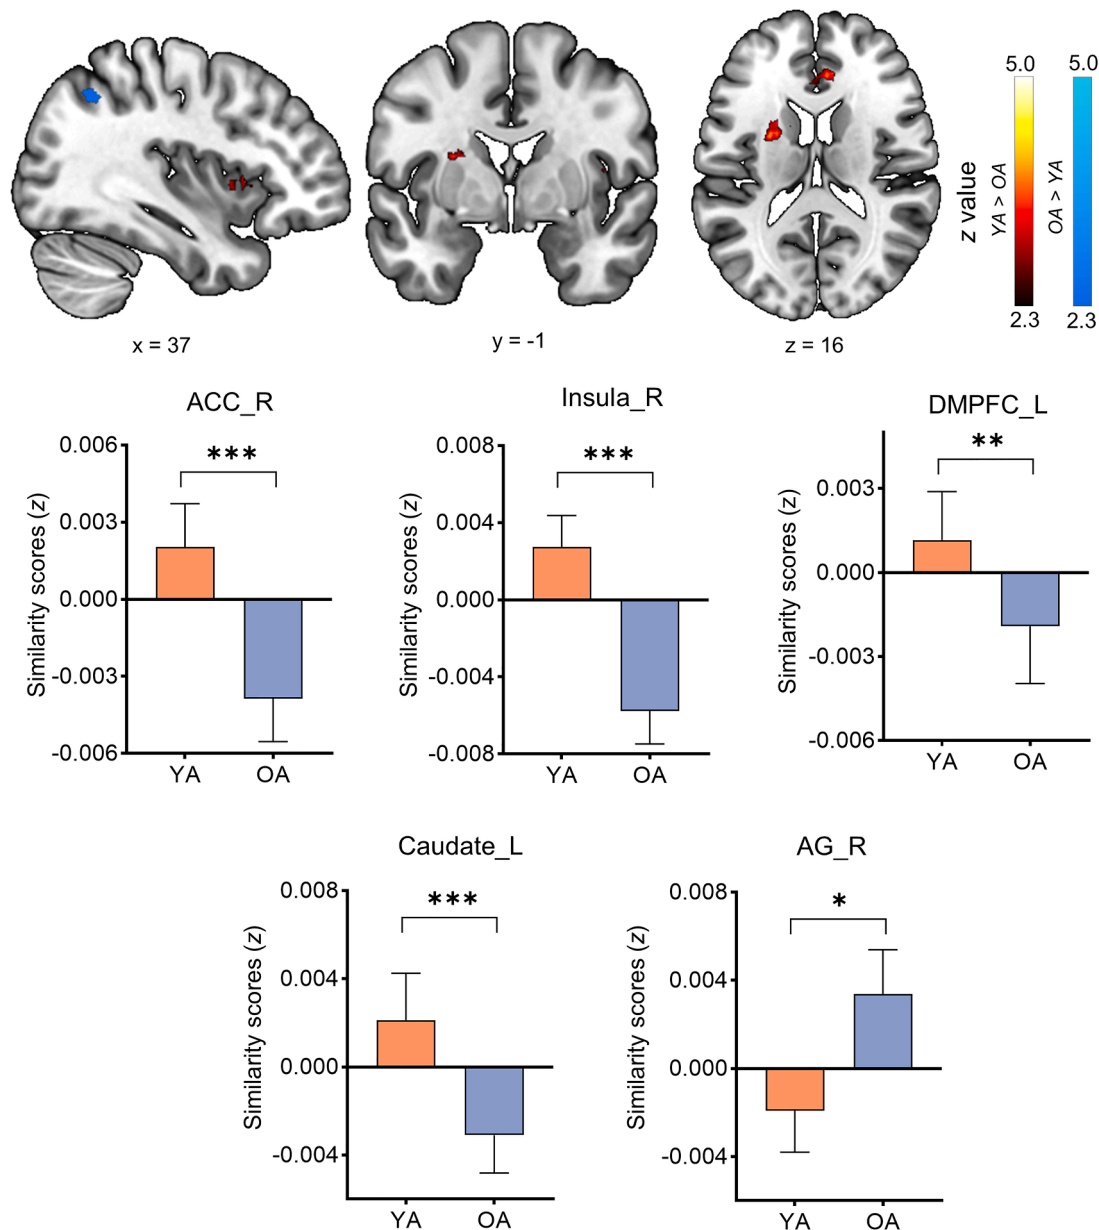 5.0
5.0
z value
YA > OA
OA > YA
2.3
2.3
x = 37
y = -1
z = 16
ACC_R
0.006
***
0.003
0.000
-0.003
-0.006
Similarity scores (z)
YA
OA
Insula_R
0.008
***
0.004
0.000
-0.004
-0.008
Similarity scores (z)
YA
OA
DMPFC_L
**
0.003
0.000
-0.003
-0.006
Similarity scores (z)
YA
OA
Caudate_L
0.008
***
0.004
0.000
-0.004
Similarity scores (z)
YA
OA
AG_R
0.008
*
0.004
0.000
-0.004
Similarity scores (z)
YA
OA